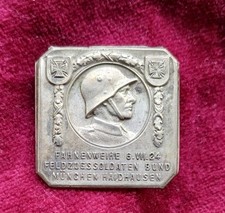 FAHNENWEIHE 6.VII.24
FELDZUGSSOLDATEN BUND
MÜNCHEN HAIDHAUSEN